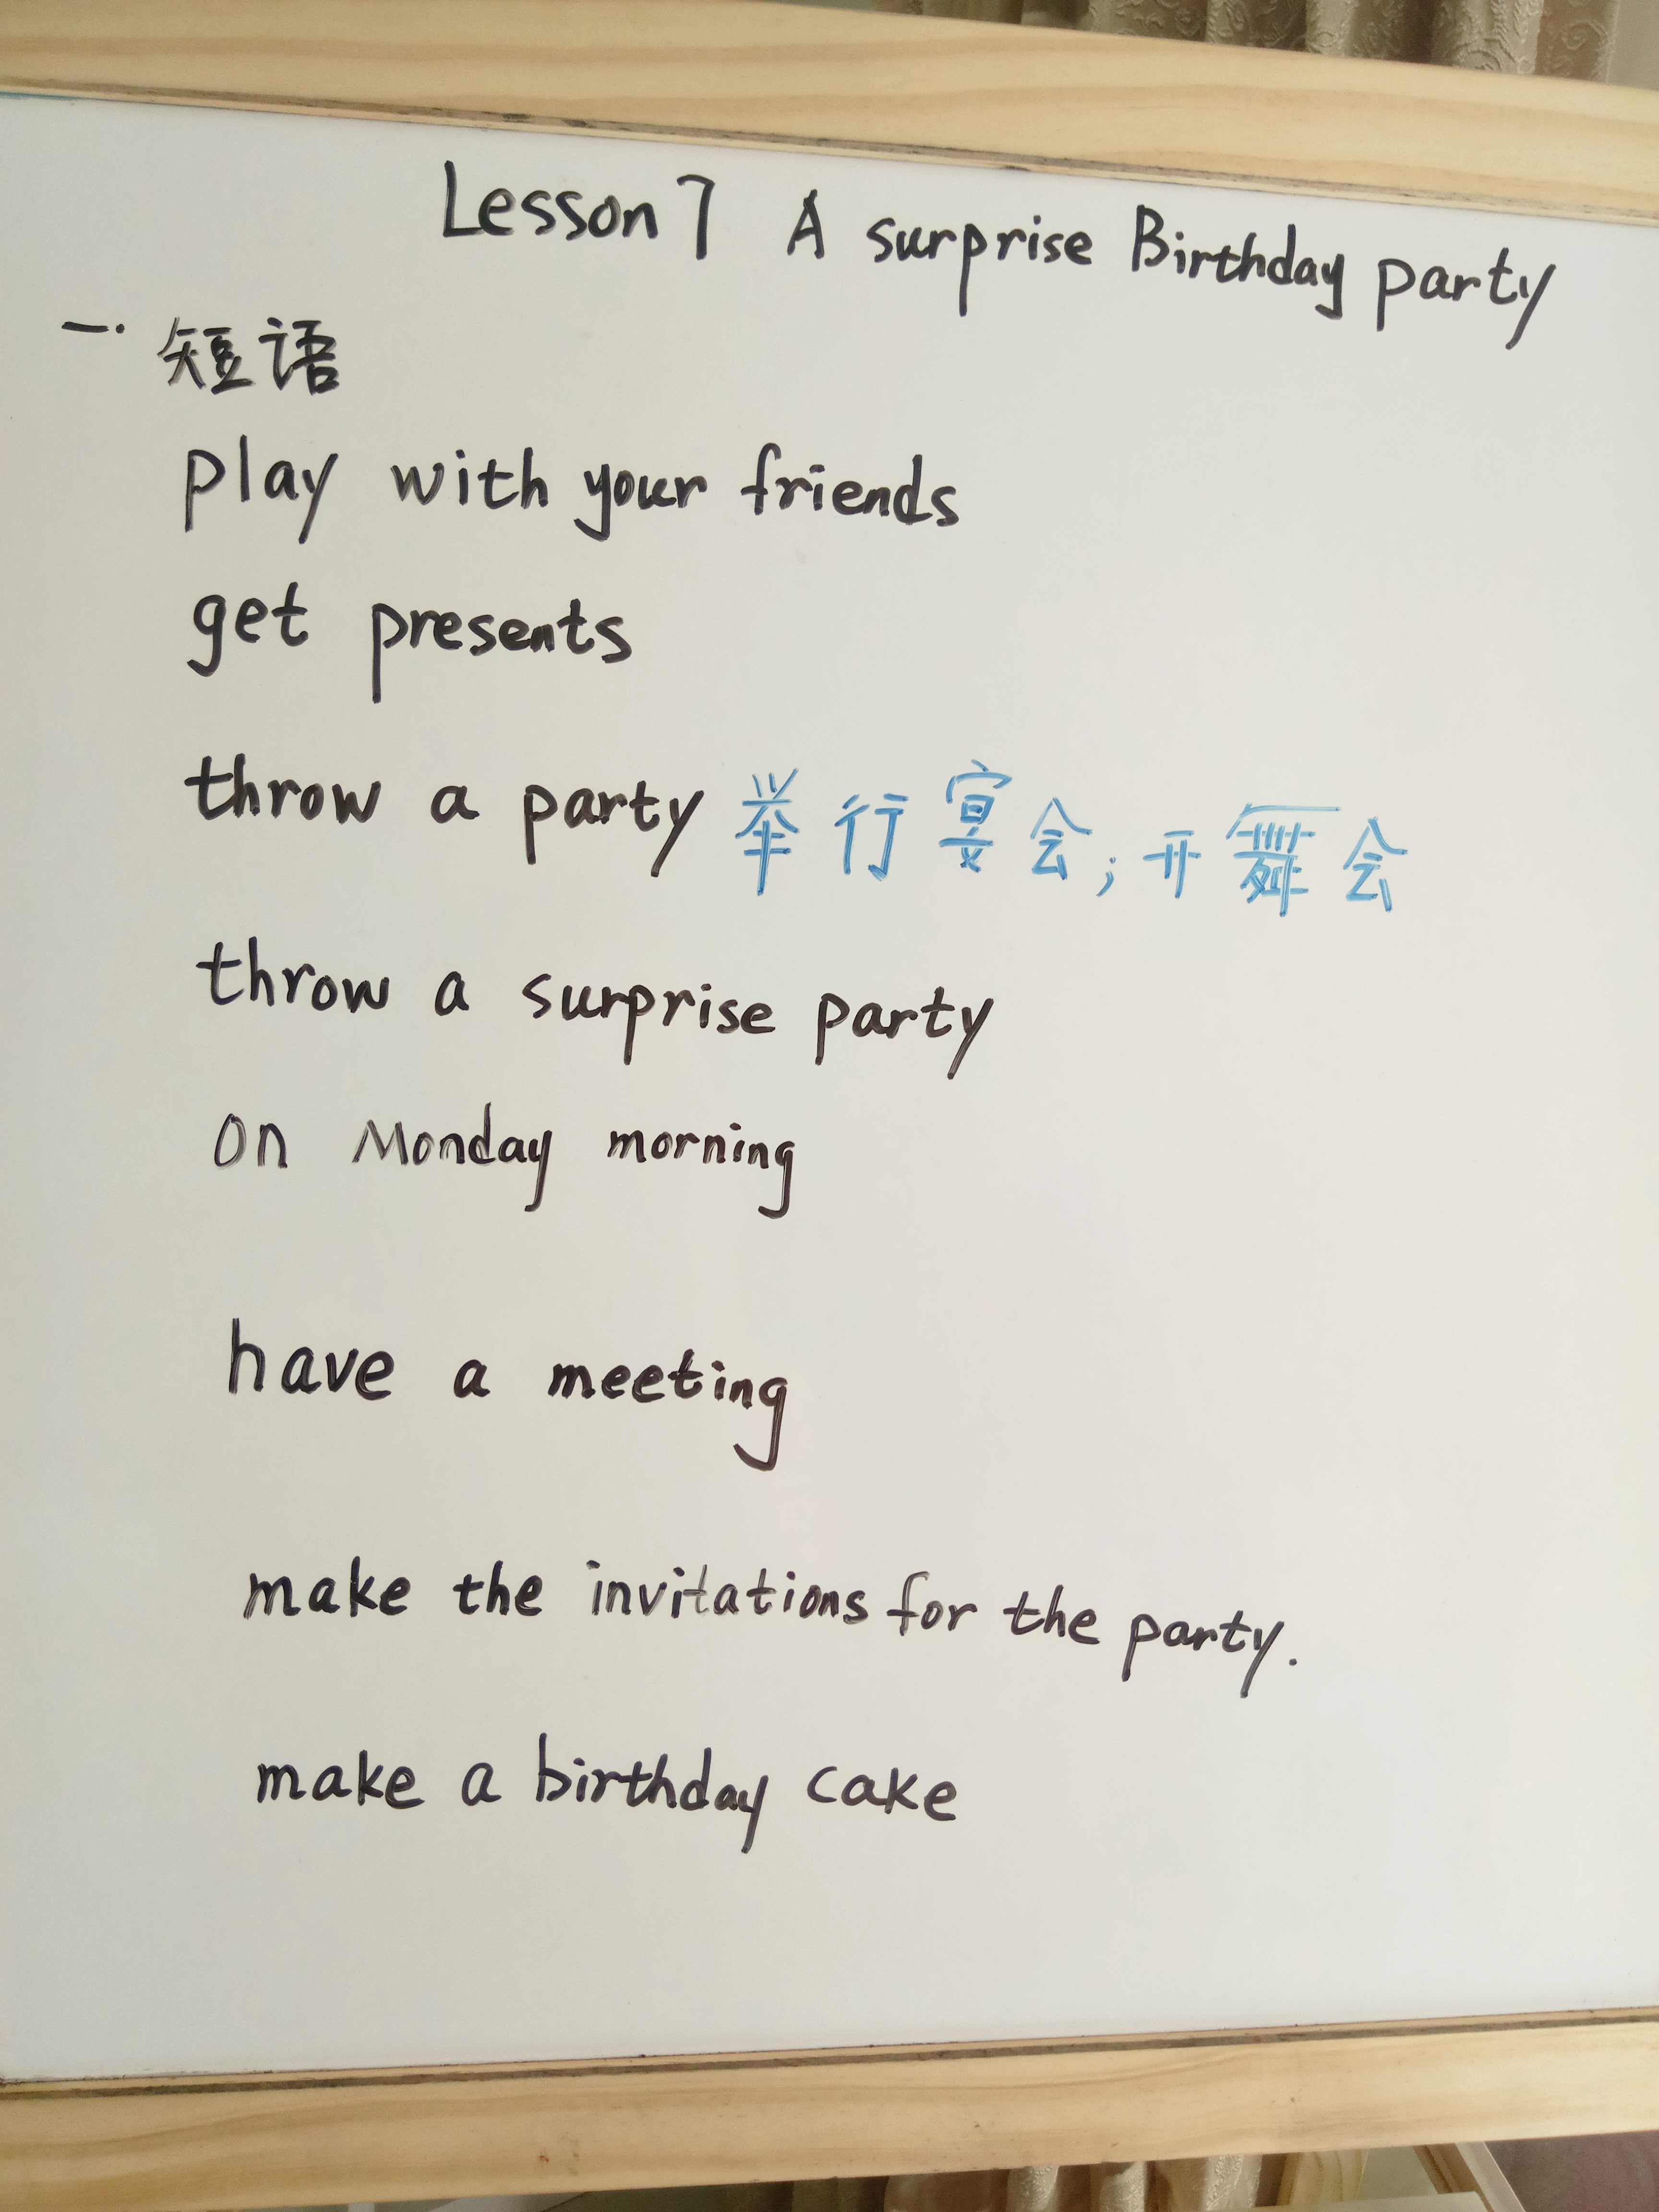 Lesson 7 A surprise Birthday party
一. 短语
play with your friends
get presents
throw a party 举行宴会; 开舞会
throw a surprise party
on Monday morning
have a meeting
make the invitations for the party.
make a birthday cake